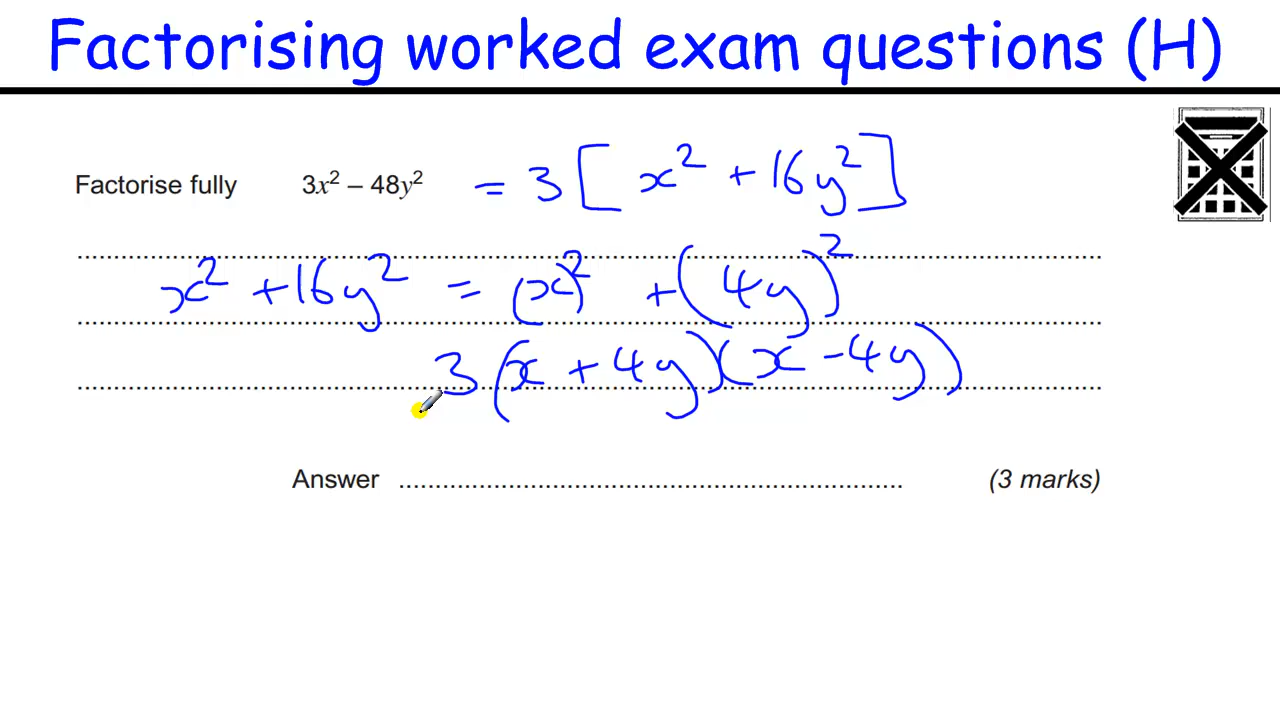 Factorising worked exam questions (H)
Factorise fully 3x² – 48y² = 3 [ x² + 16y² ]
x² + 16y² = (x)² + (4y)²
3(x + 4y)(x – 4y)
Answer ................................................................ (3 marks)